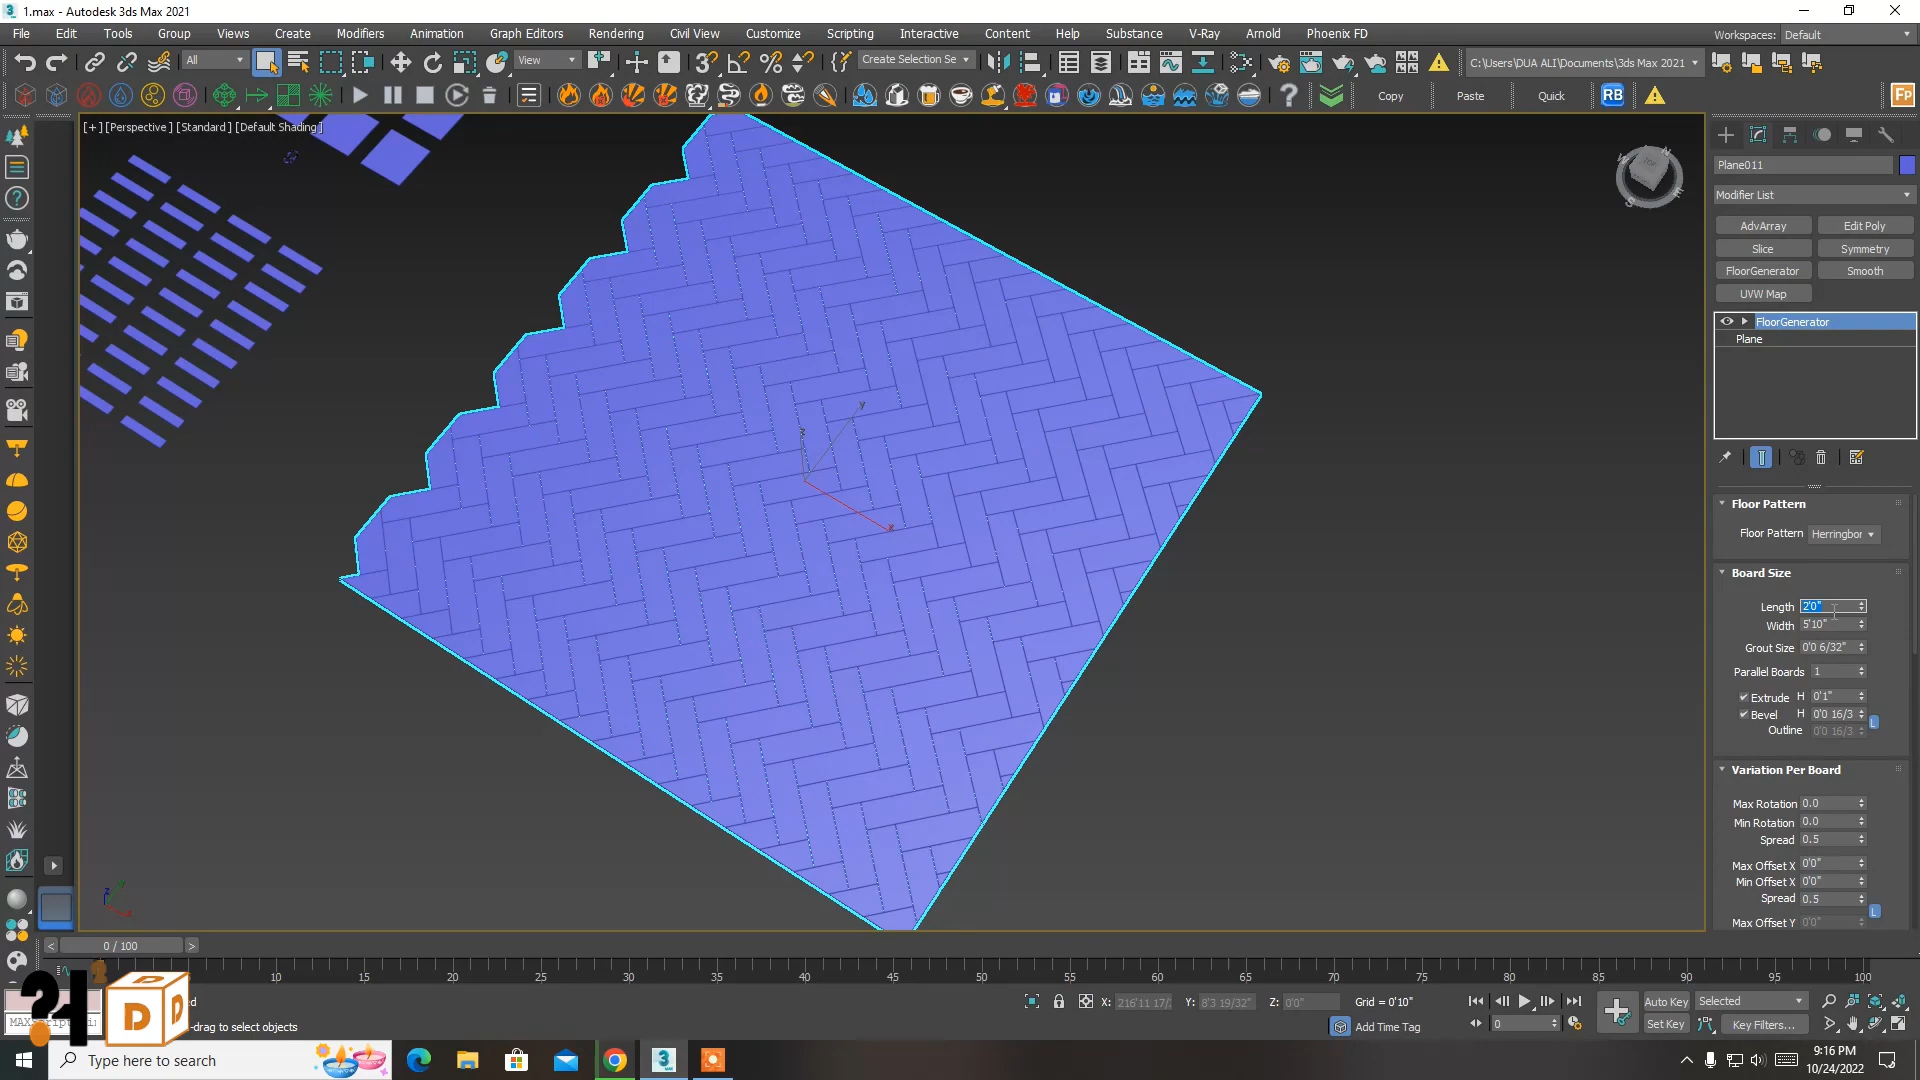 1.max - Autodesk 3ds Max 2021
File Edit Tools Group Views Create Modifiers Animation Graph Editors Rendering Civil View Customize Scripting Interactive Content Help Substance V-Ray Arnold Phoenix FD
Workspaces: Default
All View Create Selection Se C:\Users\DUA ALI\Documents\3ds Max 2021
Copy Paste Quick RB Fp
[+] [Perspective ] [Standard ] [Default Shading ]
Plane011
Modifier List
AdvArray Edit Poly
Slice Symmetry
FloorGenerator Smooth
UVW Map
FloorGenerator
Plane
Floor Pattern
Floor Pattern Herringbor
Board Size
Length 2'0"
Width 5'10"
Grout Size 0'0 6/32"
Parallel Boards 1
Extrude H 0'1"
Bevel H 0'0 16/3
L
Outline 0'0 16/3
Variation Per Board
Max Rotation 0.0
Min Rotation 0.0
Spread 0.5
Max Offset X 0'0"
Min Offset X 0'0"
Spread 0.5
L
Max Offset Y 0'0"
x y z
< 0 / 100 >
10 15 20 25 30 35 40 45 50 55 60 65 70 75 80 85 90 95 100
X: 216'11 17/ Y: 8'3 19/32" Z: 0'0" Grid = 0'10"
Auto Key Selected
-drag to select objects
Add Time Tag
0
Set Key Key Filters...
D D D
Type here to search
9:16 PM
10/24/2022